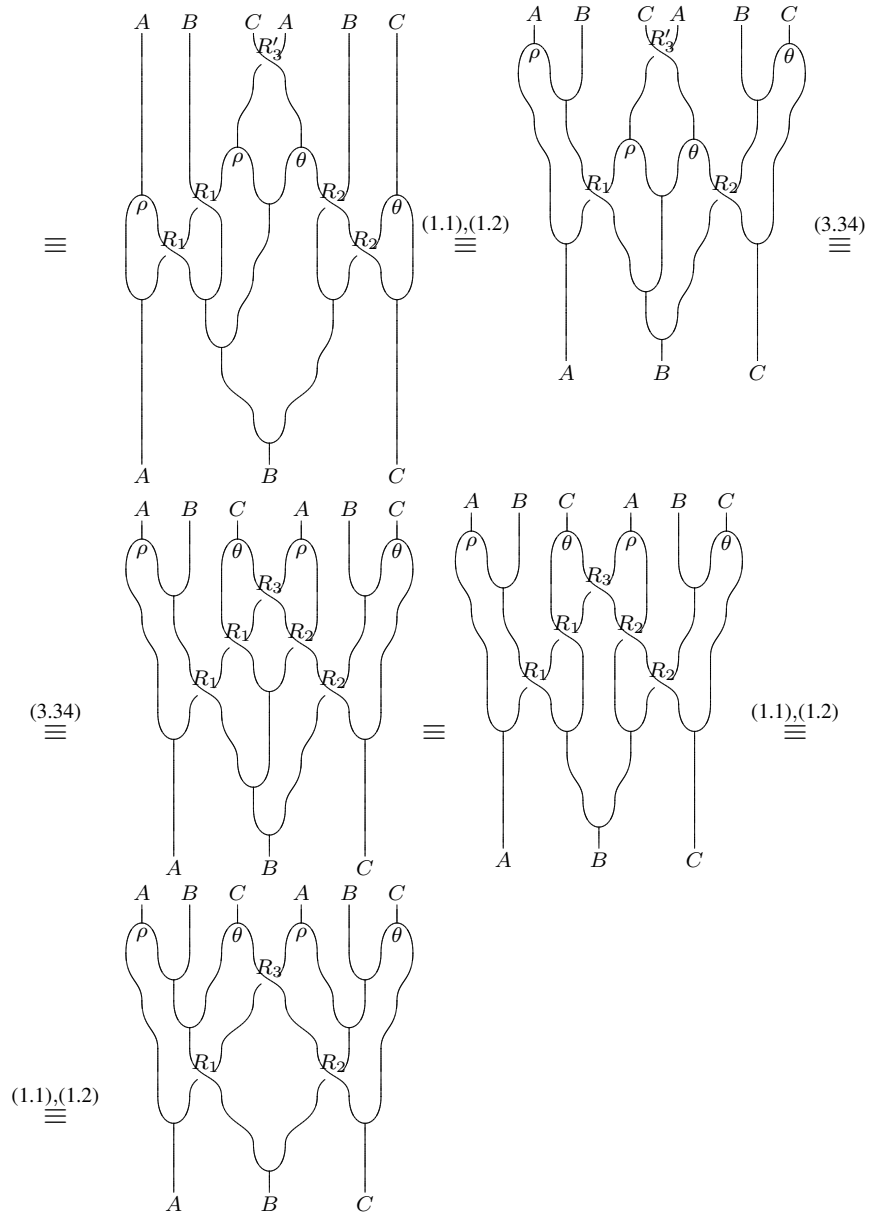 A B C A B C
R′3
ρ θ
R1 R2
ρ θ
R1 R2
≡
A B C
A B C A B C
ρ R′3 θ
ρ θ
R1 R2
(1.1),(1.2)
≡
(3.34)
≡
A B C
A B C A B C
ρ θ ρ θ
R3
R1 R2
R1 R2
(3.34)
≡
A B C
≡
A B C A B C
ρ θ ρ θ
R3
R1 R2
R1 R2
(1.1),(1.2)
≡
A B C
A B C A B C
ρ θ ρ θ
R3
R1 R2
(1.1),(1.2)
≡
A B C